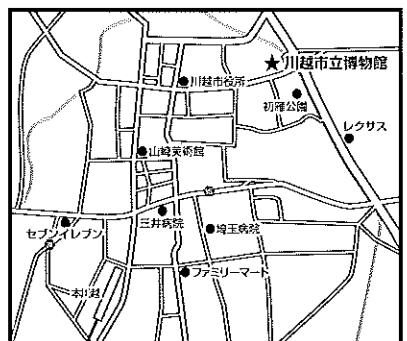 ★川越市立博物館
川越市役所
初雁公園
レクサス
山崎美術館
三井病院
埼玉病院
セブンイレブン
ファミリーマート
本川越